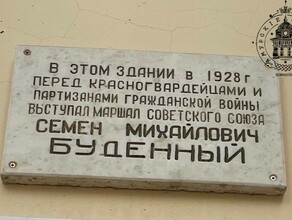 В ЭТОМ ЗДАНИИ В 1928 Г
ПЕРЕД КРАСНОГВАРДЕЙЦАМИ И
ПАРТИЗАНАМИ ГРАЖДАНСКОЙ ВОЙНЫ
ВЫСТУПАЛ МАРШАЛ СОВЕТСКОГО СОЮЗА
СЕМЕН МИХАЙЛОВИЧ
БУДЕННЫЙ